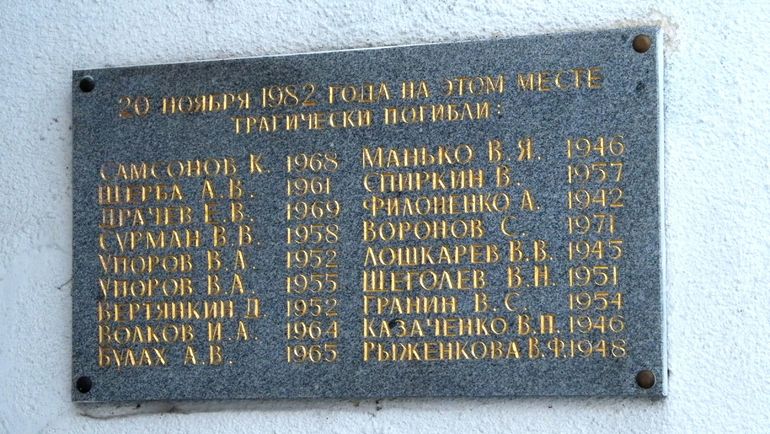 20 НОЯБРЯ 1982 ГОДА НА ЭТОМ МЕСТЕ
ТРАГИЧЕСКИ ПОГИБЛИ:
САМСОНОВ К. 1968
ЩЕРБА А.В. 1961
ДРАЧЕВ Е.В. 1969
СУРМАН В.В. 1958
УПОРОВ В.А. 1952
УПОРОВ В.А. 1955
ВЕРТЯНКИН Д. 1952
ВОЛКОВ И.А. 1964
БУЛАХ А.В. 1965
МАНЬКО В.Я. 1946
СПИРКИН В. 1957
ФИЛОНЕНКО А. 1942
ВОРОНОВ С. 1971
ЛОШКАРЕВ В.В. 1945
ЩЕГОЛЕВ В.Н. 1951
ГРАНИН В.С. 1954
КАЗАЧЕНКО В.П. 1946
РЫЖЕНКОВА В.Ф. 1948